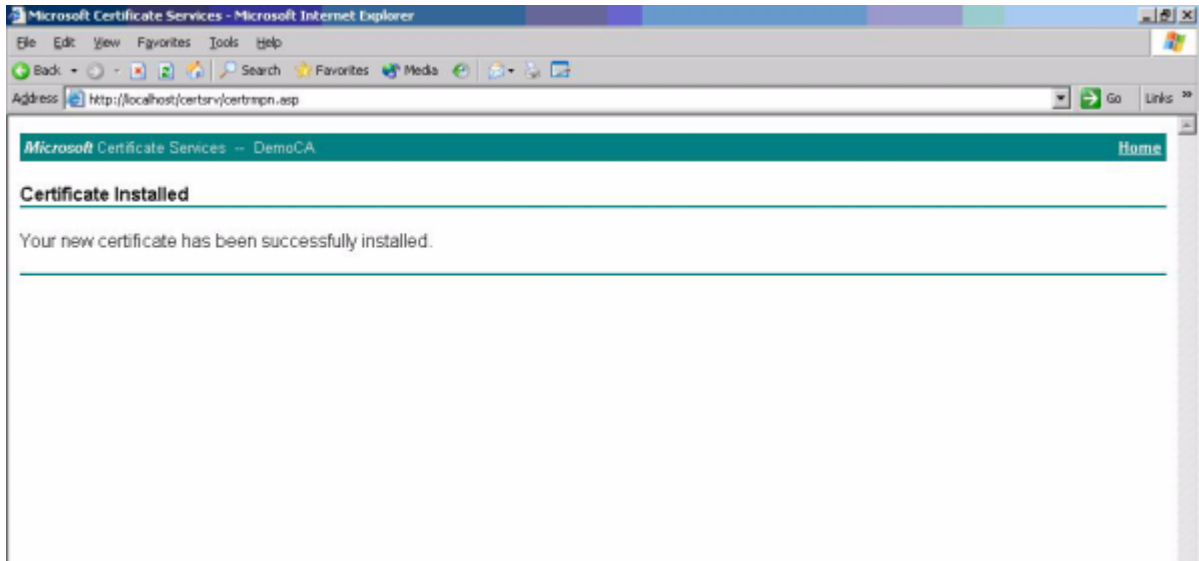 Microsoft Certificate Services - Microsoft Internet Explorer
File Edit View Favorites Tools Help
Back Search Favorites Media
Address http://localhost/certsrv/certrmpn.asp Go Links »
Microsoft Certificate Services -- DemoCA Home
Certificate Installed
Your new certificate has been successfully installed.